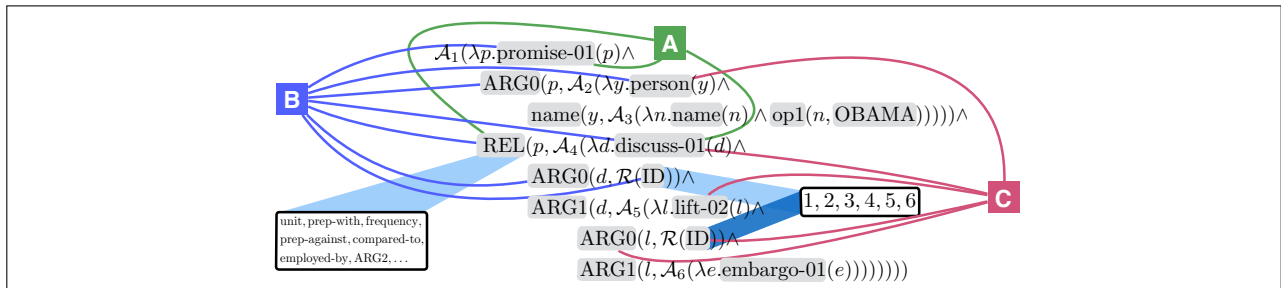 A
𝒜₁(λp.promise-01(p)∧
B
ARG0(p, 𝒜₂(λy.person(y)∧
name(y, 𝒜₃(λn.name(n) ∧ op1(n, OBAMA)))))∧
REL(p, 𝒜₄(λd.discuss-01(d)∧
ARG0(d, ℛ(ID))∧
ARG1(d, 𝒜₅(λl.lift-02(l)∧
1, 2, 3, 4, 5, 6
C
ARG0(l, ℛ(ID))∧
ARG1(l, 𝒜₆(λe.embargo-01(e))))))))
unit, prep-with, frequency,
prep-against, compared-to,
employed-by, ARG2, …